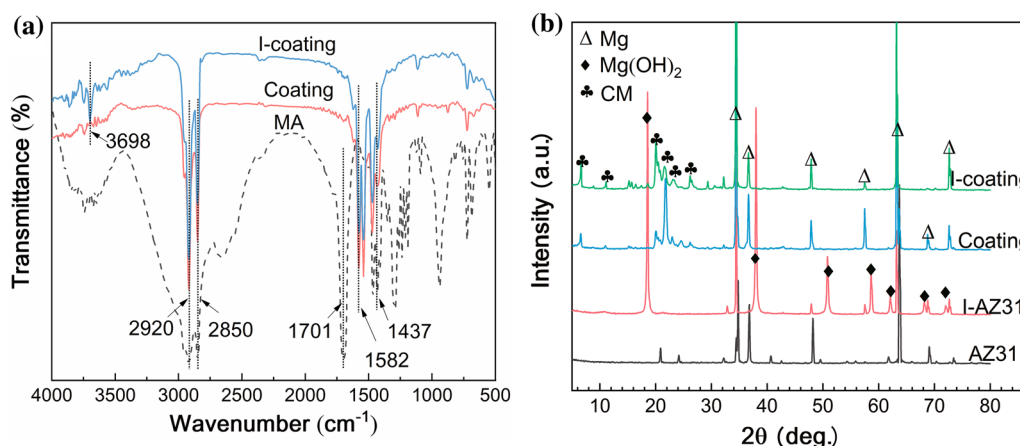 (a)
I-coating
Coating
MA
3698
2920
2850
1701
1582
1437
Transmittance (%)
4000 3500 3000 2500 2000 1500 1000 500
Wavenumber (cm⁻¹)
(b)
Δ Mg
♦ Mg(OH)₂
♣ CM
I-coating
Coating
I-AZ31
AZ31
Intensity (a.u.)
10 20 30 40 50 60 70 80
2θ (deg.)